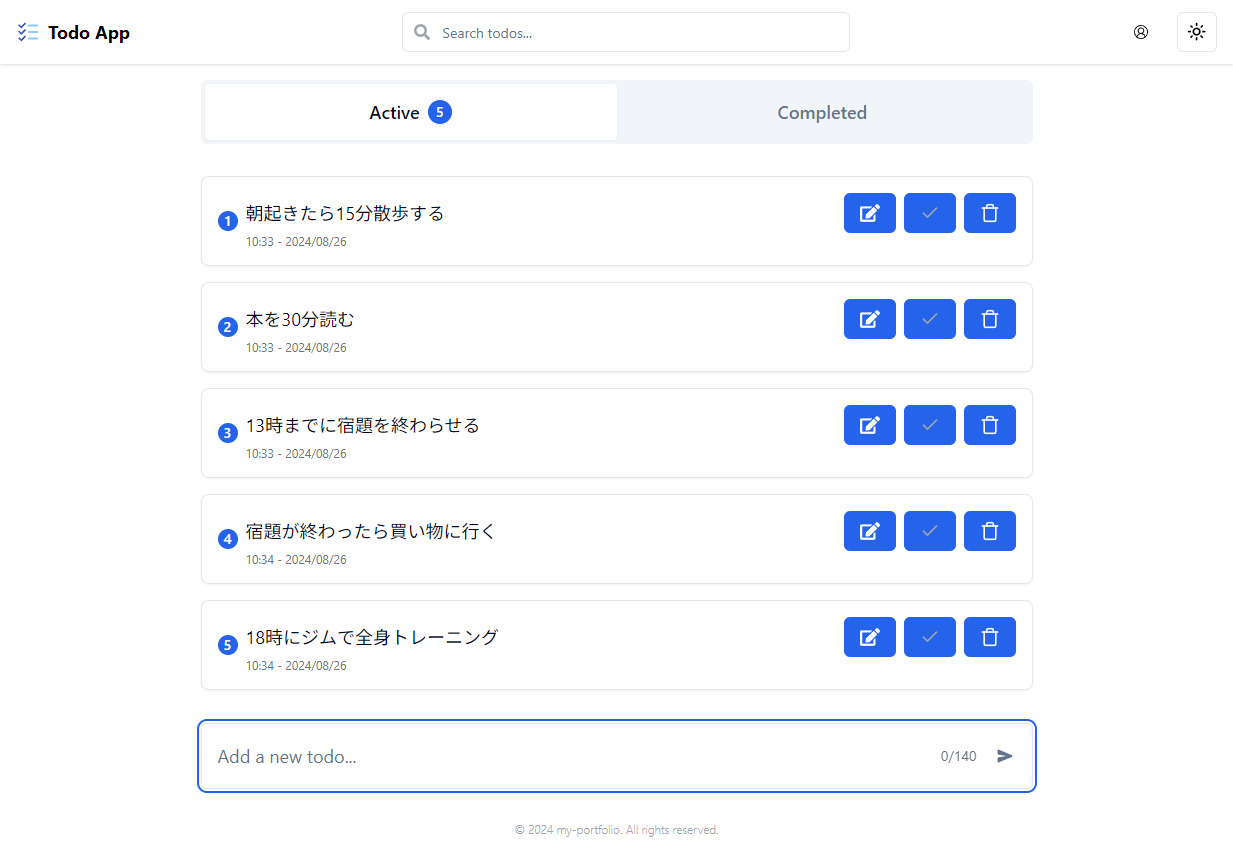 Todo App
Search todos...
Active 5
Completed
1 朝起きたら15分散歩する
10:33 - 2024/08/26
2 本を30分読む
10:33 - 2024/08/26
3 13時までに宿題を終わらせる
10:33 - 2024/08/26
4 宿題が終わったら買い物に行く
10:34 - 2024/08/26
5 18時にジムで全身トレーニング
10:34 - 2024/08/26
Add a new todo... 0/140
© 2024 my-portfolio. All rights reserved.